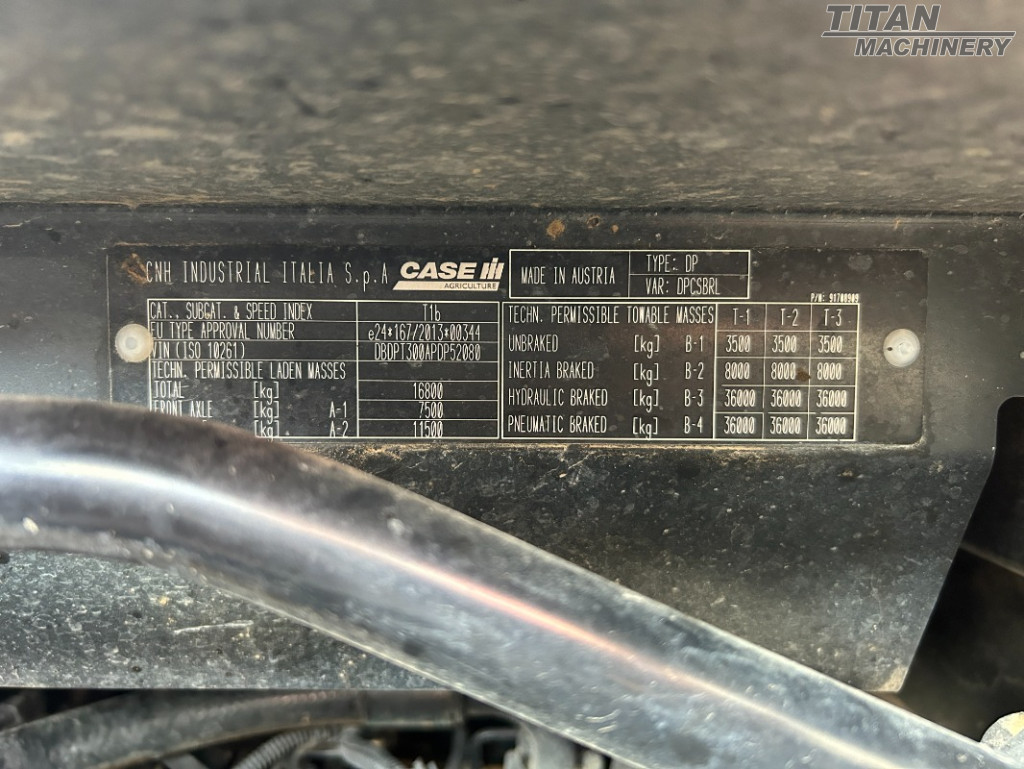 TITAN
MACHINERY
CNH INDUSTRIAL ITALIA S.p.A CASE IH
AGRICULTURE
MADE IN AUSTRIA
TYPE: DP
VAR: DPCSBRL
P/N: 91700909
CAT., SUBCAT. & SPEED INDEX T1b
EU TYPE APPROVAL NUMBER e24*167/2013*00344
VIN (ISO 10261) DBDPT300APDP52080
TECHN. PERMISSIBLE LADEN MASSES
TOTAL [kg] 16800
FRONT AXLE [kg] A-1 7500
[kg] A-2 11500
TECHN. PERMISSIBLE TOWABLE MASSES T-1 T-2 T-3
UNBRAKED [kg] B-1 3500 3500 3500
INERTIA BRAKED [kg] B-2 8000 8000 8000
HYDRAULIC BRAKED [kg] B-3 36000 36000 36000
PNEUMATIC BRAKED [kg] B-4 36000 36000 36000